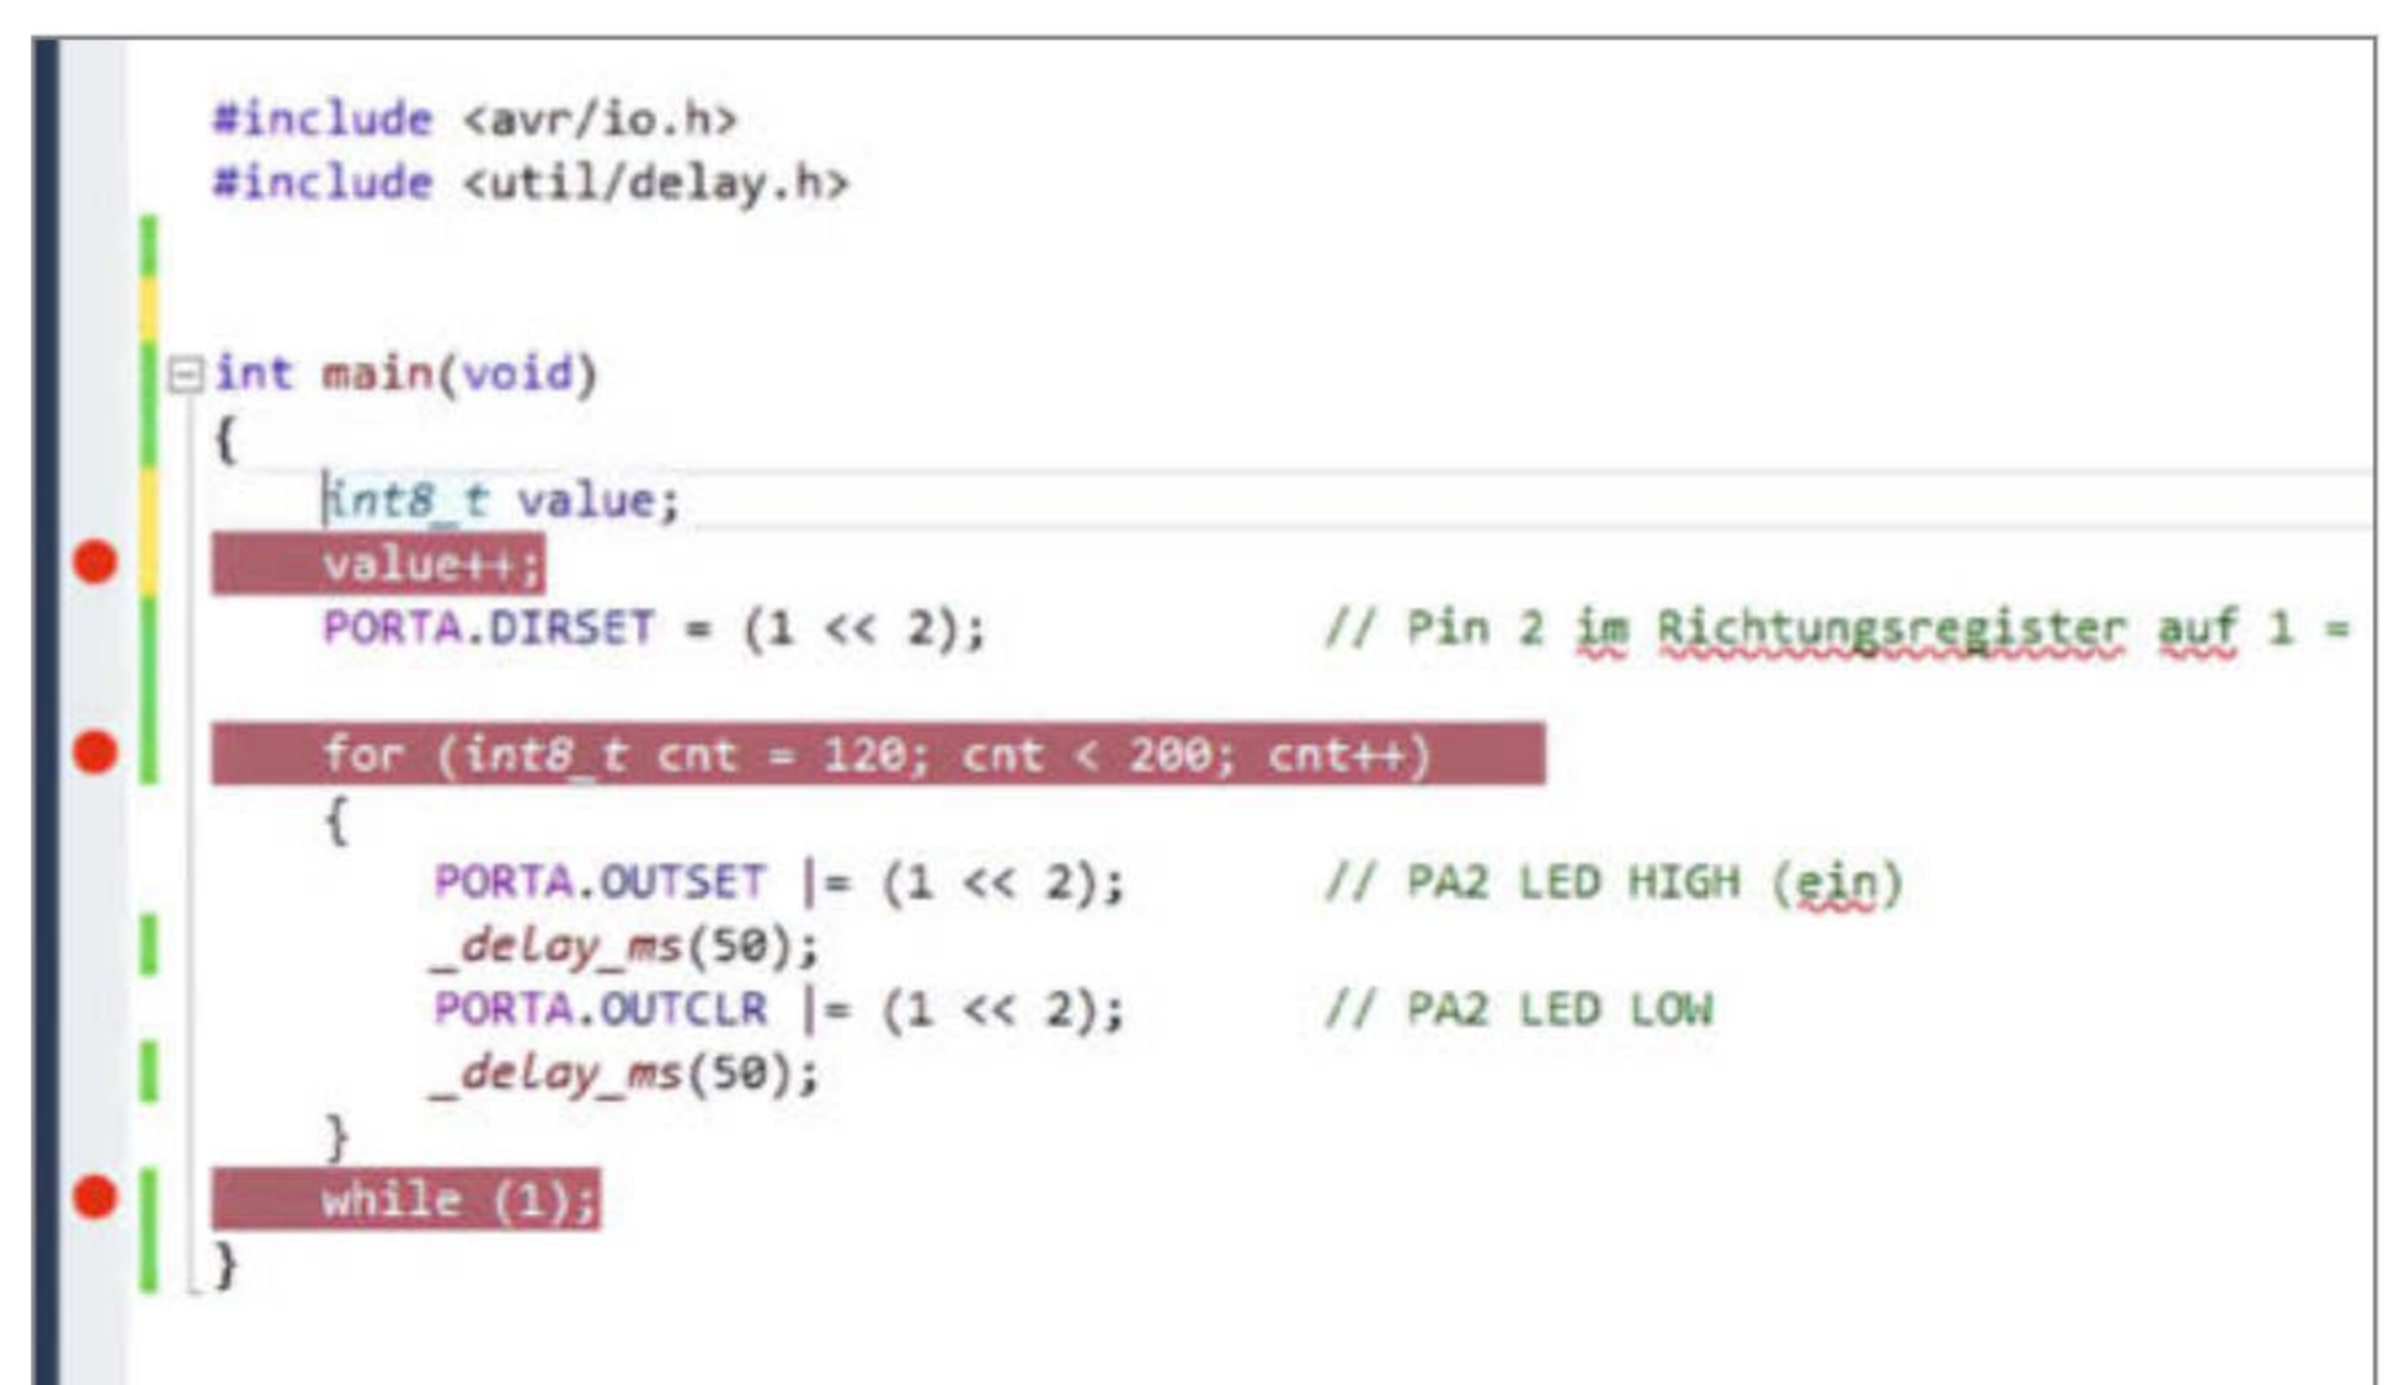 #include <avr/io.h>
#include <util/delay.h>
int main(void)
{
int8_t value;
value++;
PORTA.DIRSET = (1 << 2); // Pin 2 im Richtungsregister auf 1 =
for (int8_t cnt = 120; cnt < 200; cnt++)
{
PORTA.OUTSET |= (1 << 2); // PA2 LED HIGH (ein)
_delay_ms(50);
PORTA.OUTCLR |= (1 << 2); // PA2 LED LOW
_delay_ms(50);
}
while (1);
}